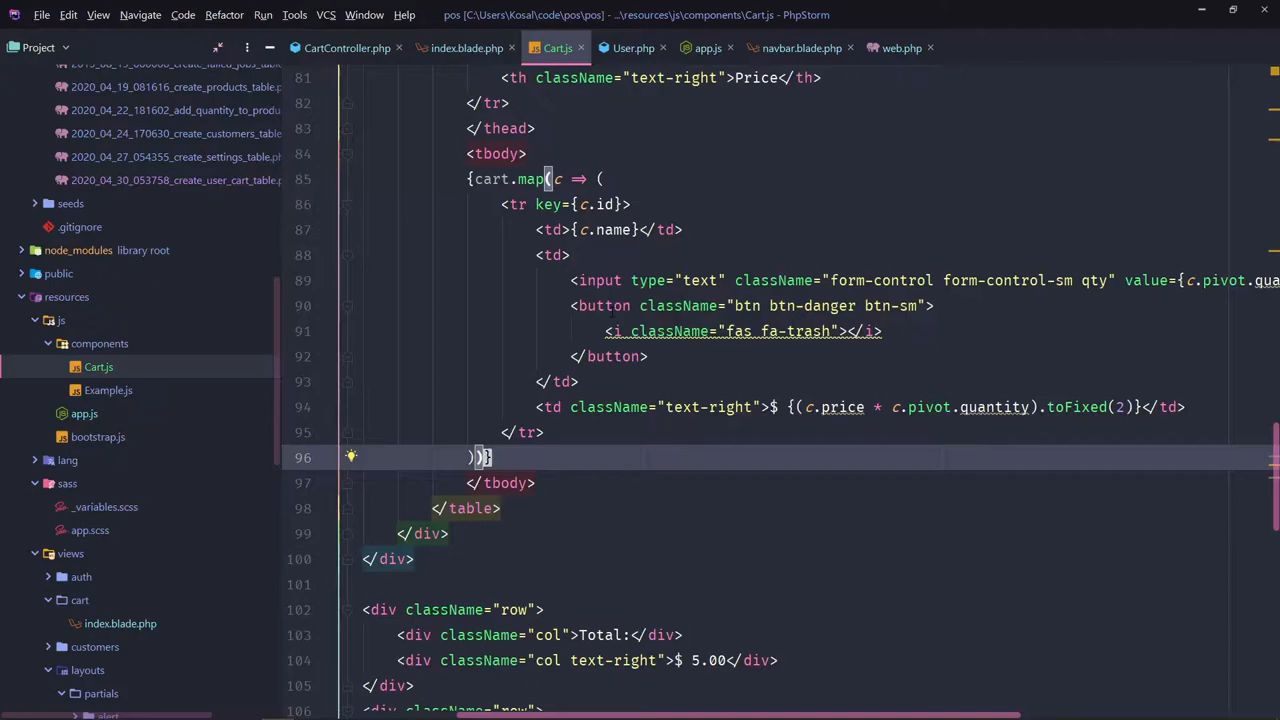 File Edit View Navigate Code Refactor Run Tools VCS Window Help pos [C:\Users\Kosal\code\pos\pos] - ...\resources\js\components\Cart.js - PhpStorm
Project
CartController.php index.blade.php Cart.js User.php app.js navbar.blade.php web.php
2020_04_19_081616_create_products_table.p
2020_04_22_181602_add_quantity_to_produ
2020_04_24_170630_create_customers_table
2020_04_27_054355_create_settings_table.p
2020_04_30_053758_create_user_cart_table.
seeds
.gitignore
node_modules library root
public
resources
js
components
Cart.js
Example.js
app.js
bootstrap.js
lang
sass
_variables.scss
app.scss
views
auth
cart
index.blade.php
customers
layouts
partials
alert
81 <th className="text-right">Price</th>
82 </tr>
83 </thead>
84 <tbody>
85 {cart.map(c => (
86 <tr key={c.id}>
87 <td>{c.name}</td>
88 <td>
89 <input type="text" className="form-control form-control-sm qty" value={c.pivot.qua
90 <button className="btn btn-danger btn-sm">
91 <i className="fas fa-trash"></i>
92 </button>
93 </td>
94 <td className="text-right">$ {(c.price * c.pivot.quantity).toFixed(2)}</td>
95 </tr>
96 ))}
97 </tbody>
98 </table>
99 </div>
100 </div>
101
102 <div className="row">
103 <div className="col">Total:</div>
104 <div className="col text-right">$ 5.00</div>
105 </div>
106 <div className="row">